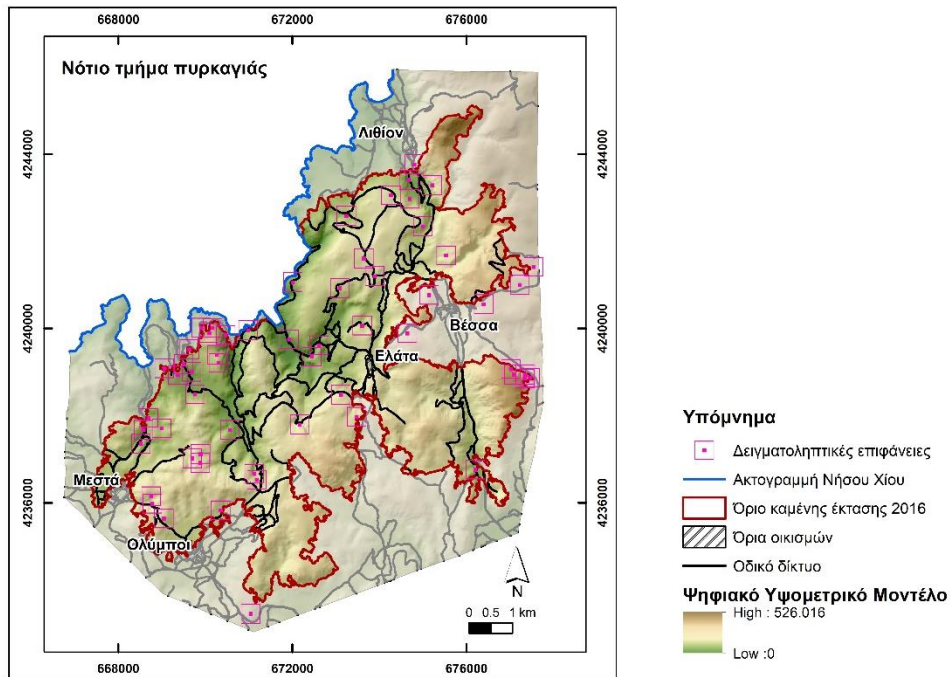 668000 672000 676000
Νότιο τμήμα πυρκαγιάς
Λιθίον
4244000 4244000
4240000 4240000
Βέσσα
Ελάτα
Μεστά
4236000 4236000
Ολύμποι
N
0 0.5 1 km
668000 672000 676000
Υπόμνημα
Δειγματοληπτικές επιφάνειες
Ακτογραμμή Νήσου Χίου
Όριο καμένης έκτασης 2016
Όρια οικισμών
Οδικό δίκτυο
Ψηφιακό Υψομετρικό Μοντέλο
High : 526.016
Low :0